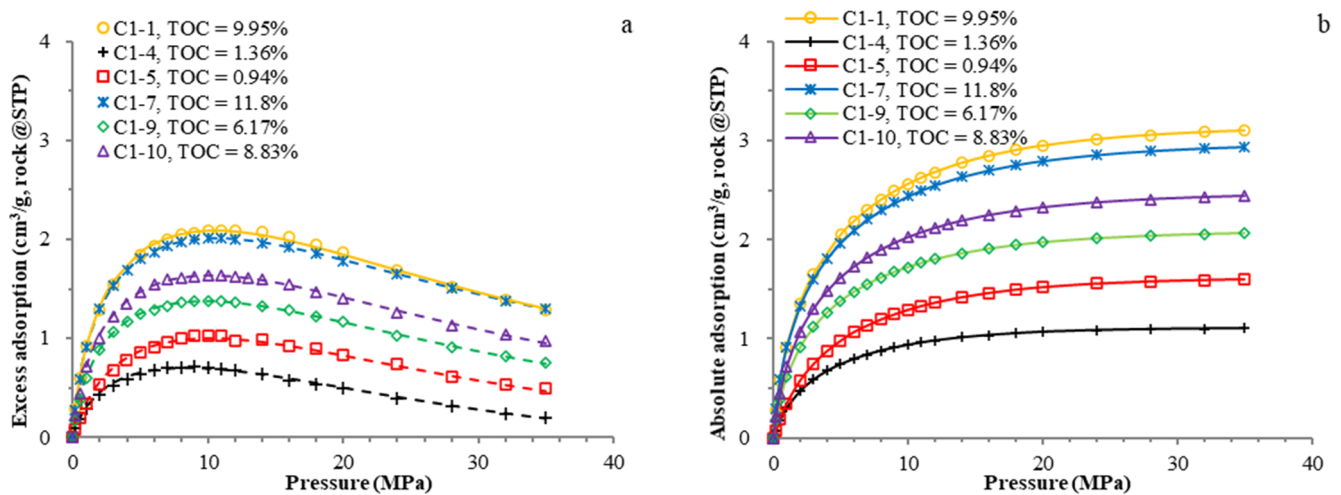 a
C1-1, TOC = 9.95%
C1-4, TOC = 1.36%
C1-5, TOC = 0.94%
C1-7, TOC = 11.8%
C1-9, TOC = 6.17%
C1-10, TOC = 8.83%
Excess adsorption (cm³/g, rock@STP)
4
3
2
1
0
0 10 20 30 40
Pressure (MPa)
b
C1-1, TOC = 9.95%
C1-4, TOC = 1.36%
C1-5, TOC = 0.94%
C1-7, TOC = 11.8%
C1-9, TOC = 6.17%
C1-10, TOC = 8.83%
Absolute adsorption (cm³/g, rock@STP)
4
3
2
1
0
0 10 20 30 40
Pressure (MPa)